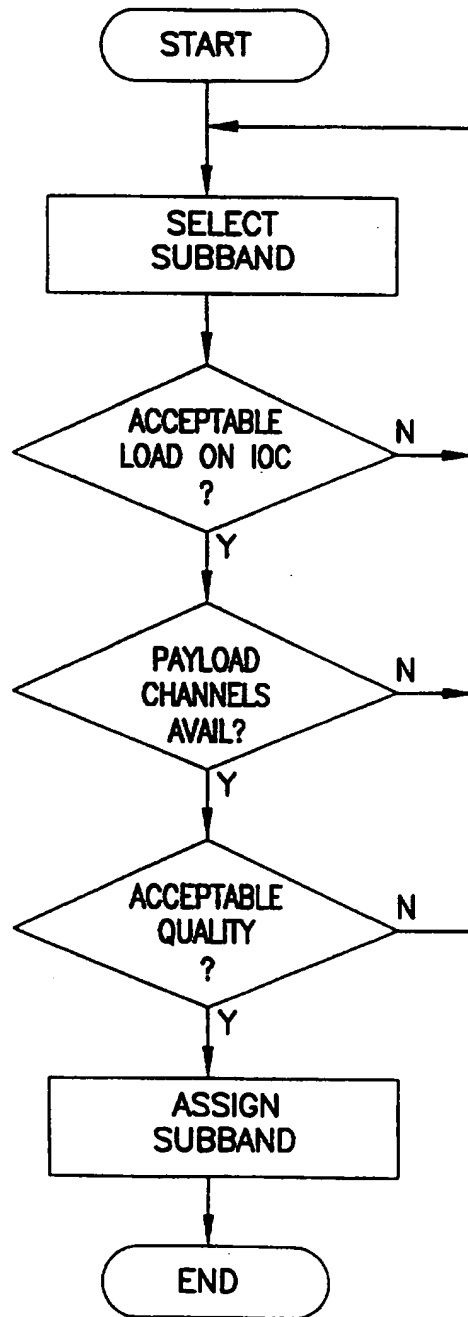 START
SELECT
SUBBAND
ACCEPTABLE
LOAD ON IOC
?
N
Y
PAYLOAD
CHANNELS
AVAIL?
N
Y
ACCEPTABLE
QUALITY
?
N
Y
ASSIGN
SUBBAND
END